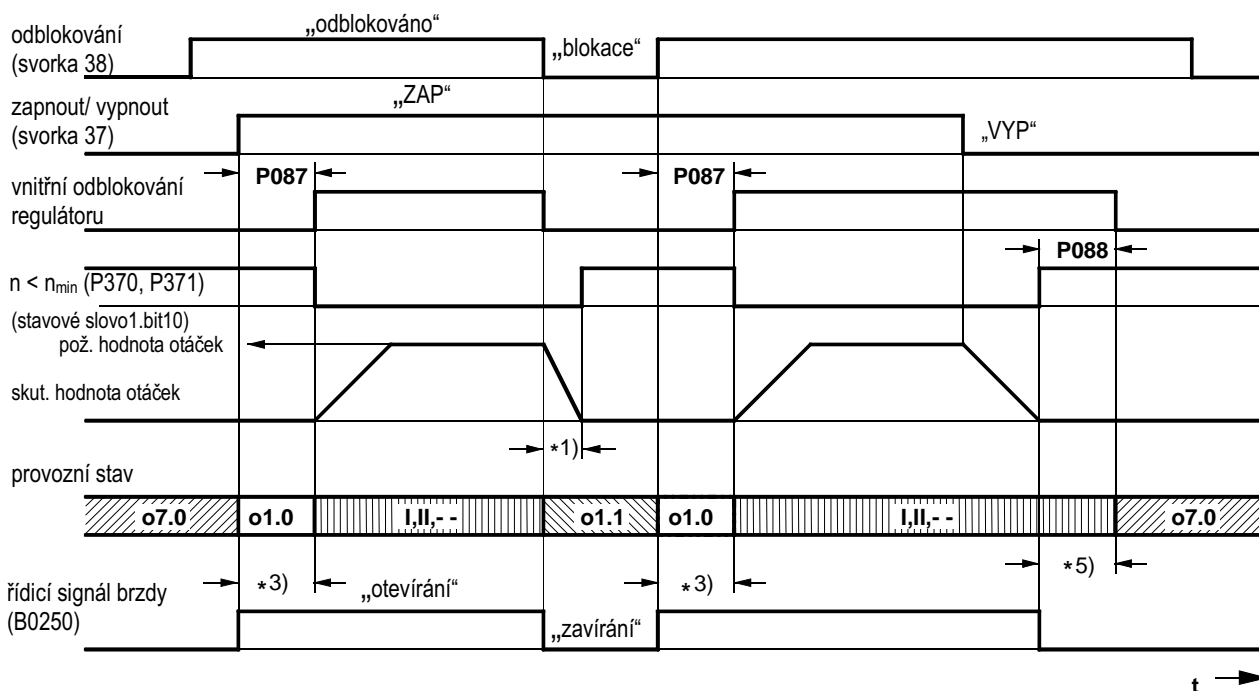 odblokování
(svorka 38)
„odblokováno“
„blokace“
zapnout/ vypnout
(svorka 37)
„ZAP“
„VYP“
P087
P087
vnitřní odblokování
regulátoru
P088
n < nmin (P370, P371)
(stavové slovo1.bit10)
pož. hodnota otáček
skut. hodnota otáček
*1)
provozní stav
o7.0 o1.0 I,II,- - o1.1 o1.0 I,II,- - o7.0
*3) *3) *5)
řídicí signál brzdy
(B0250)
„otevírání“
„zavírání“
t